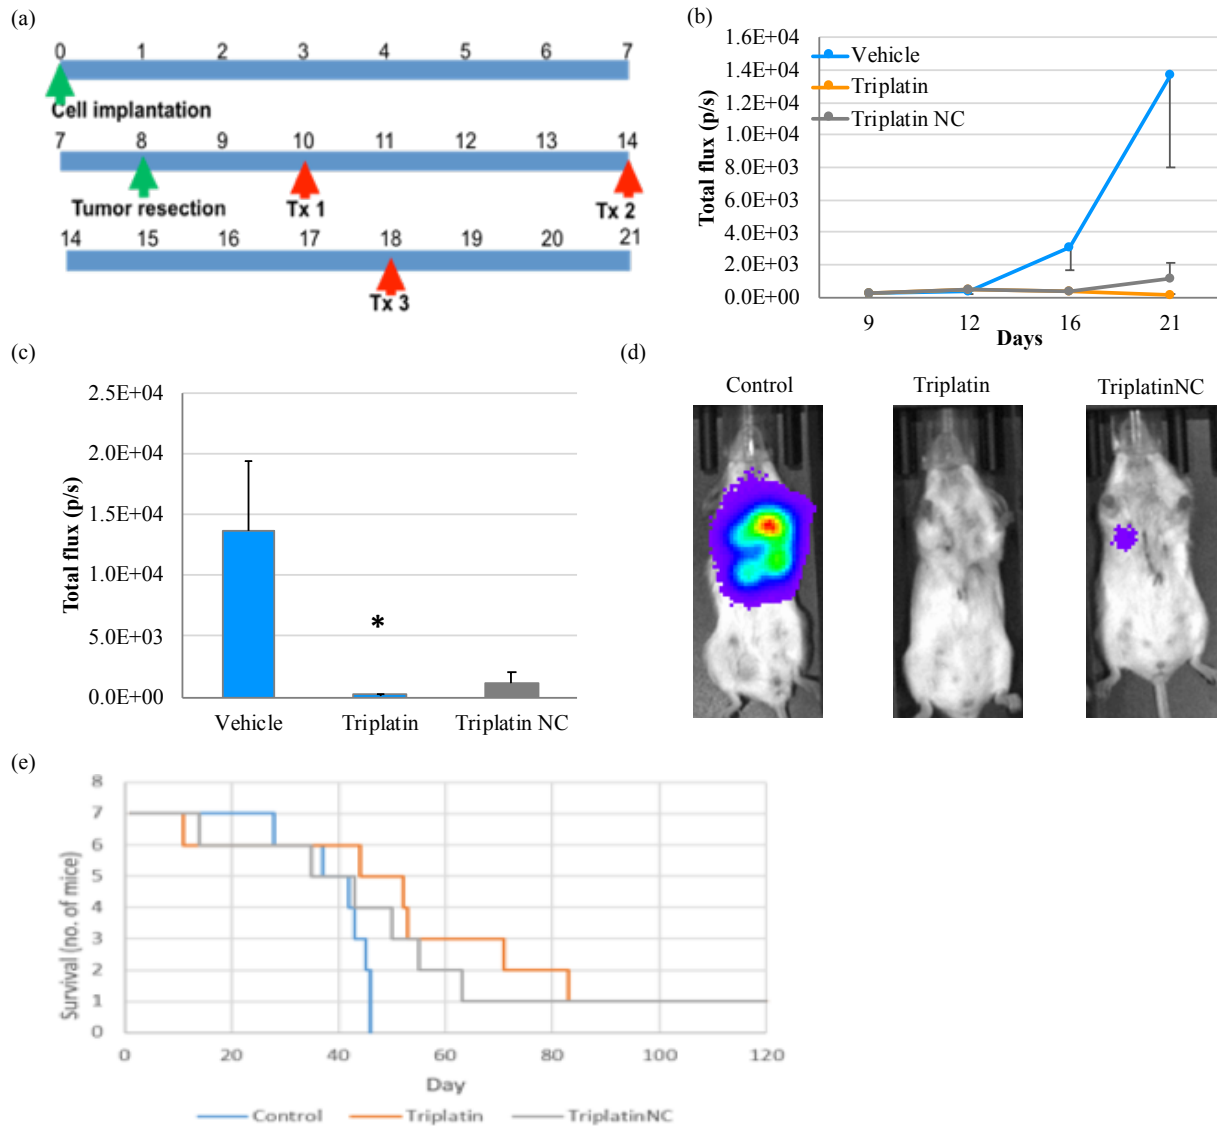 (a)
0 1 2 3 4 5 6 7
Cell implantation
7 8 9 10 11 12 13 14
Tumor resection Tx 1 Tx 2
14 15 16 17 18 19 20 21
Tx 3
(b)
1.6E+04
1.4E+04
1.2E+04
1.0E+04
8.0E+03
6.0E+03
4.0E+03
2.0E+03
0.0E+00
Total flux (p/s)
Vehicle
Triplatin
Triplatin NC
9 12 16 21
Days
(c)
2.5E+04
2.0E+04
1.5E+04
1.0E+04
5.0E+03
0.0E+00
Total flux (p/s)
*
Vehicle Triplatin Triplatin NC
(d)
Control Triplatin TriplatinNC
(e)
8
7
6
5
4
3
2
1
0
Survival (no. of mice)
0 20 40 60 80 100 120
Day
Control Triplatin TriplatinNC